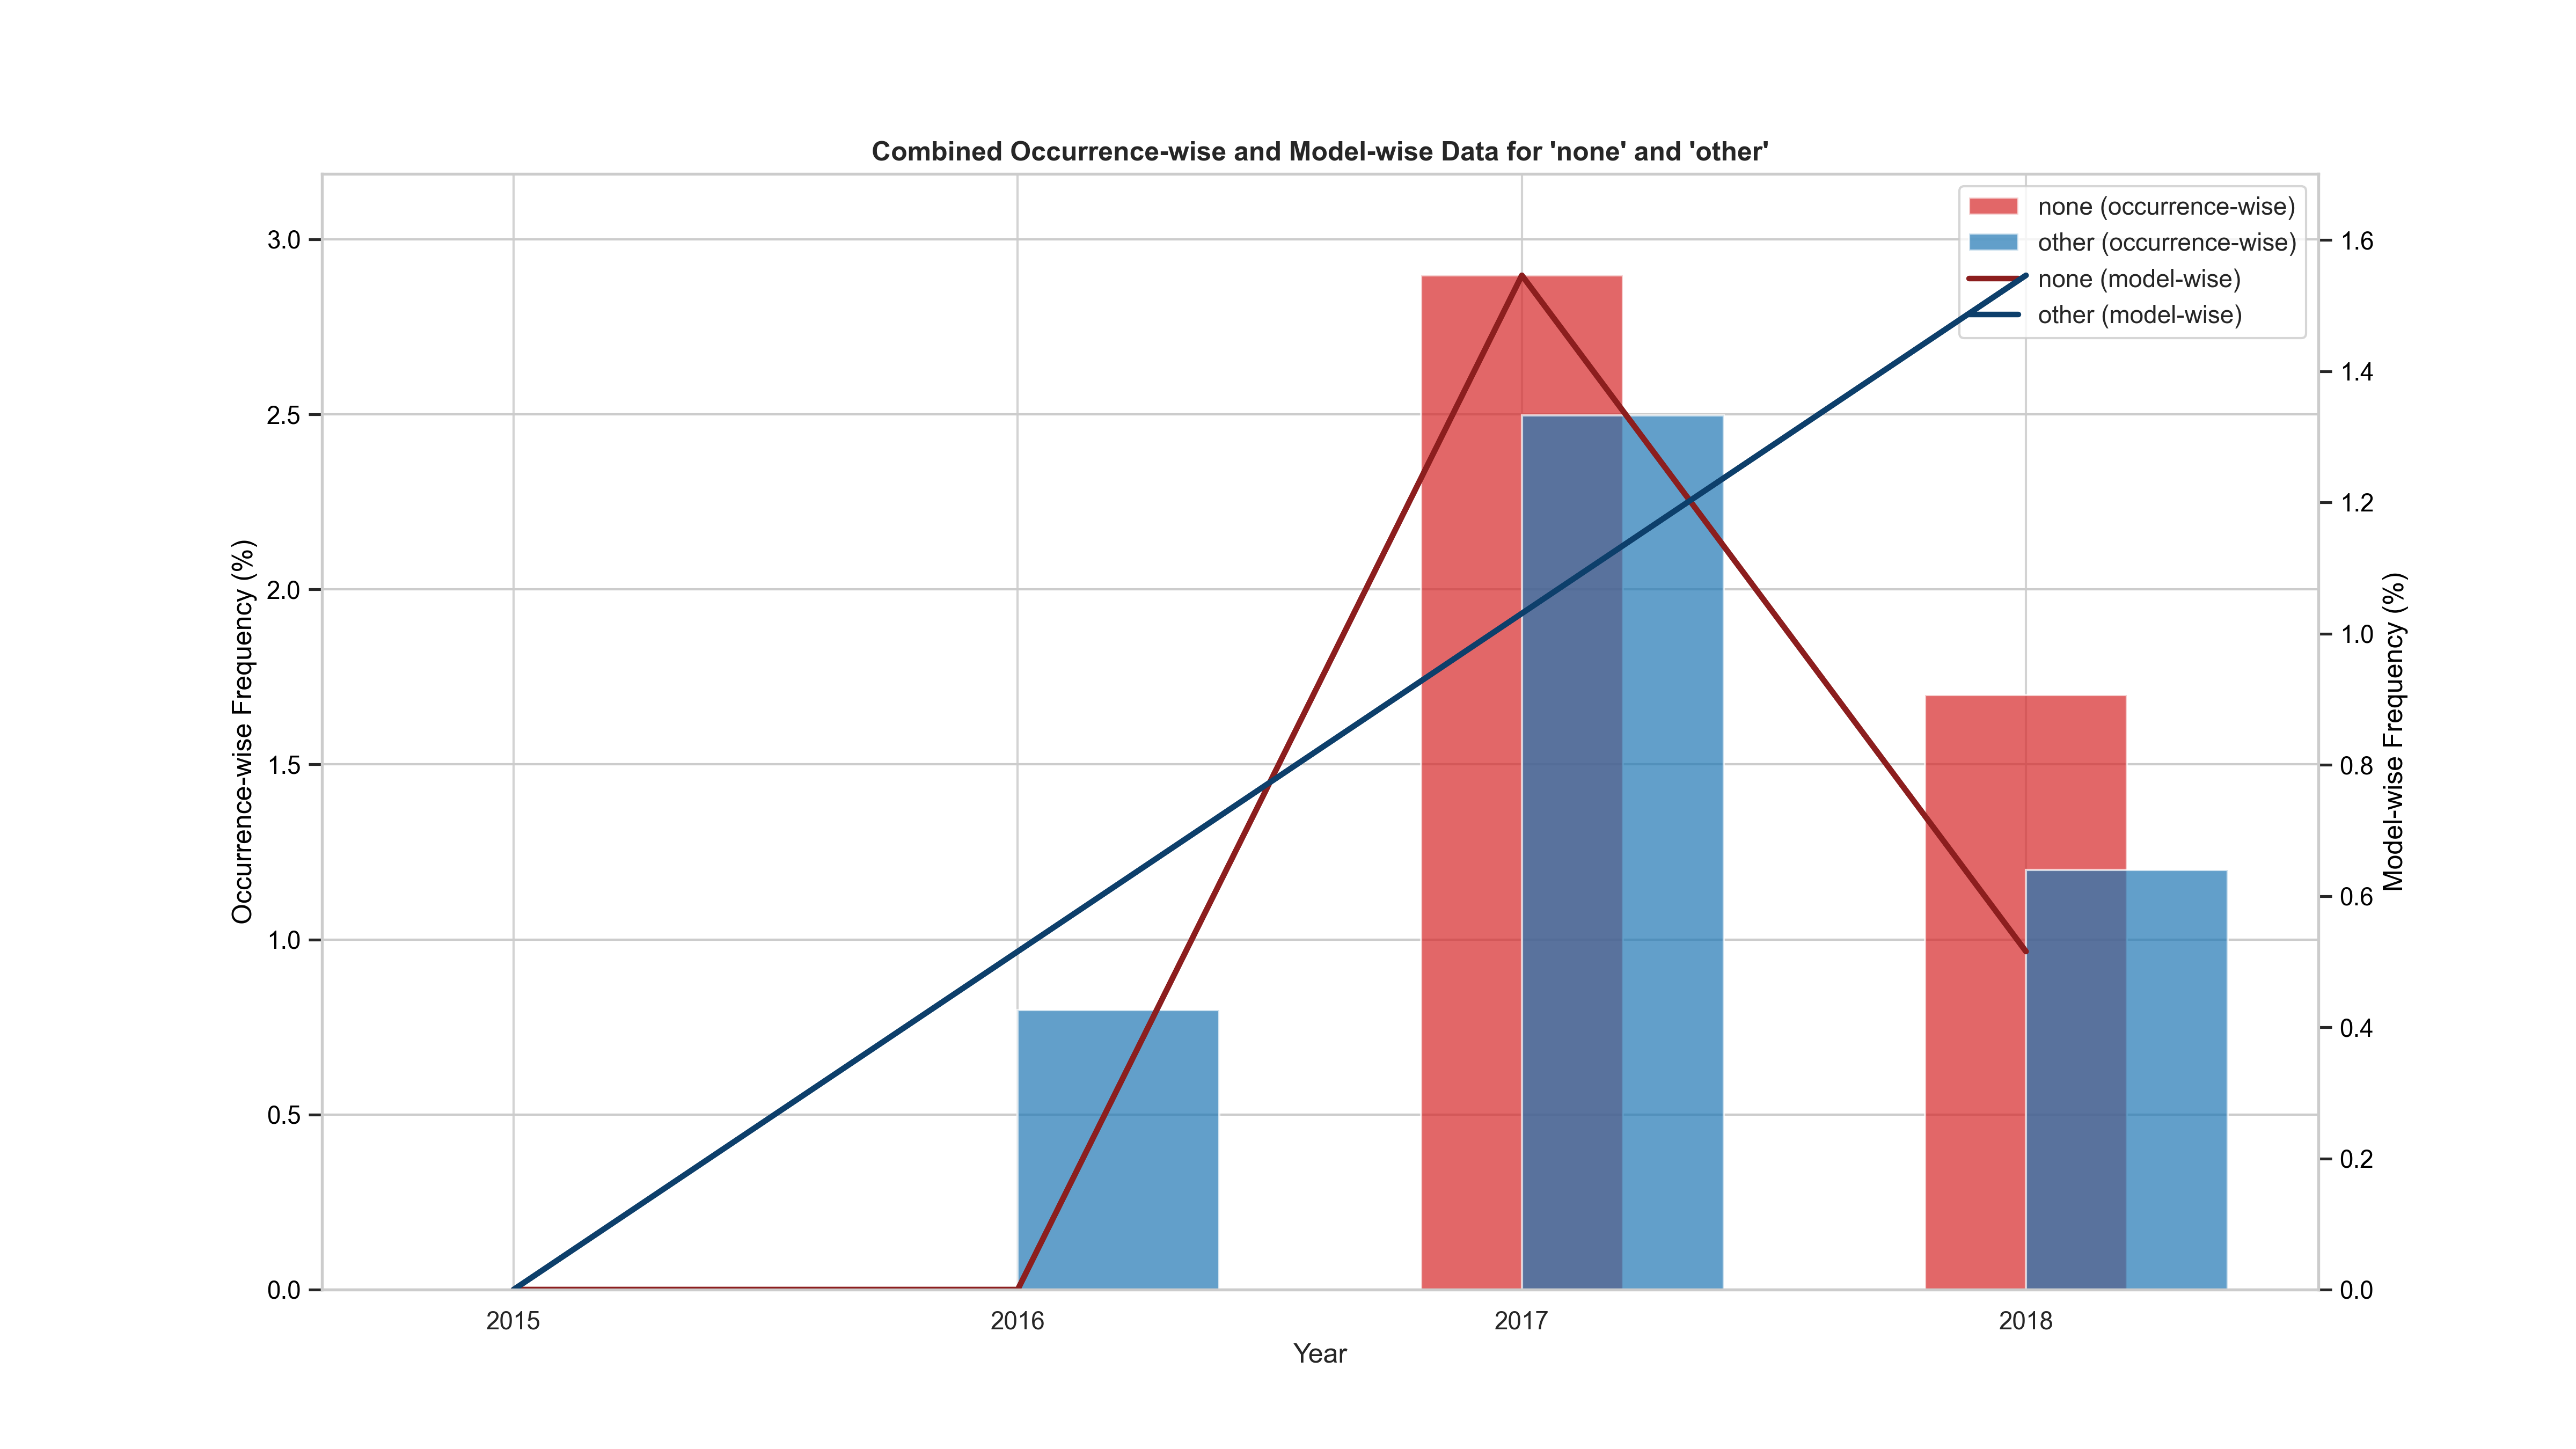 Combined Occurrence-wise and Model-wise Data for 'none' and 'other'
none (occurrence-wise)
other (occurrence-wise)
none (model-wise)
other (model-wise)
Occurrence-wise Frequency (%)
3.0
2.5
2.0
1.5
1.0
0.5
0.0
1.6
1.4
1.2
1.0
0.8
0.6
0.4
0.2
0.0
Model-wise Frequency (%)
2015 2016 2017 2018
Year